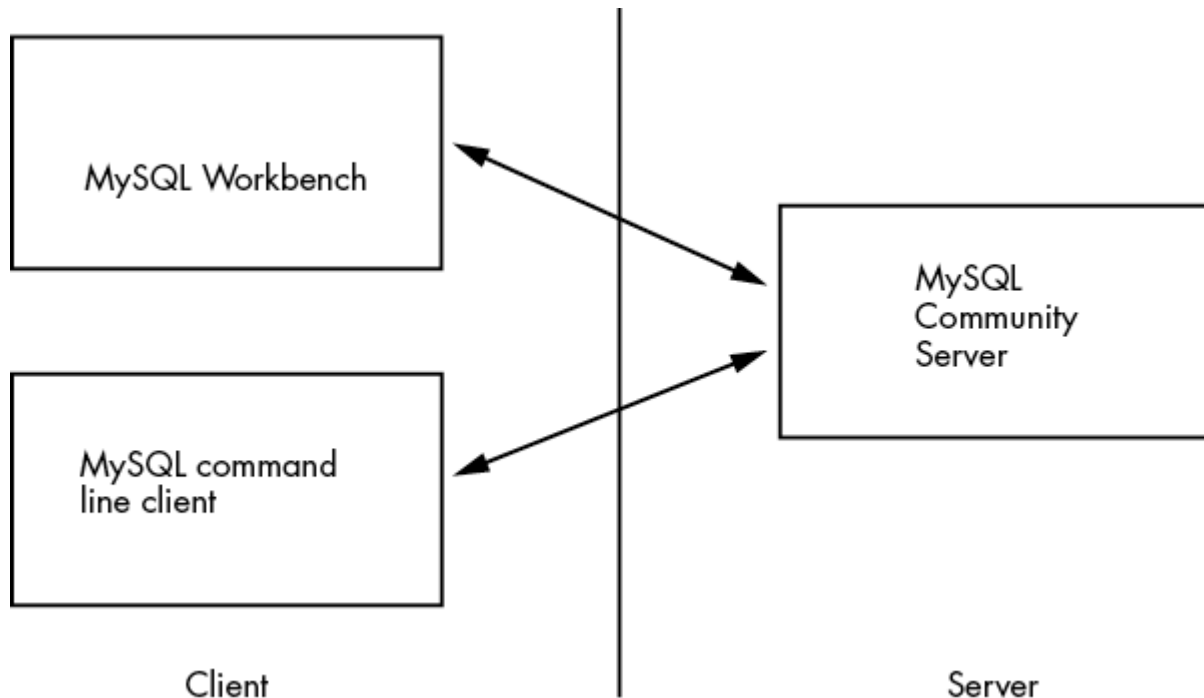 MySQL Workbench
MySQL
Community
Server
MySQL command
line client
Client
Server